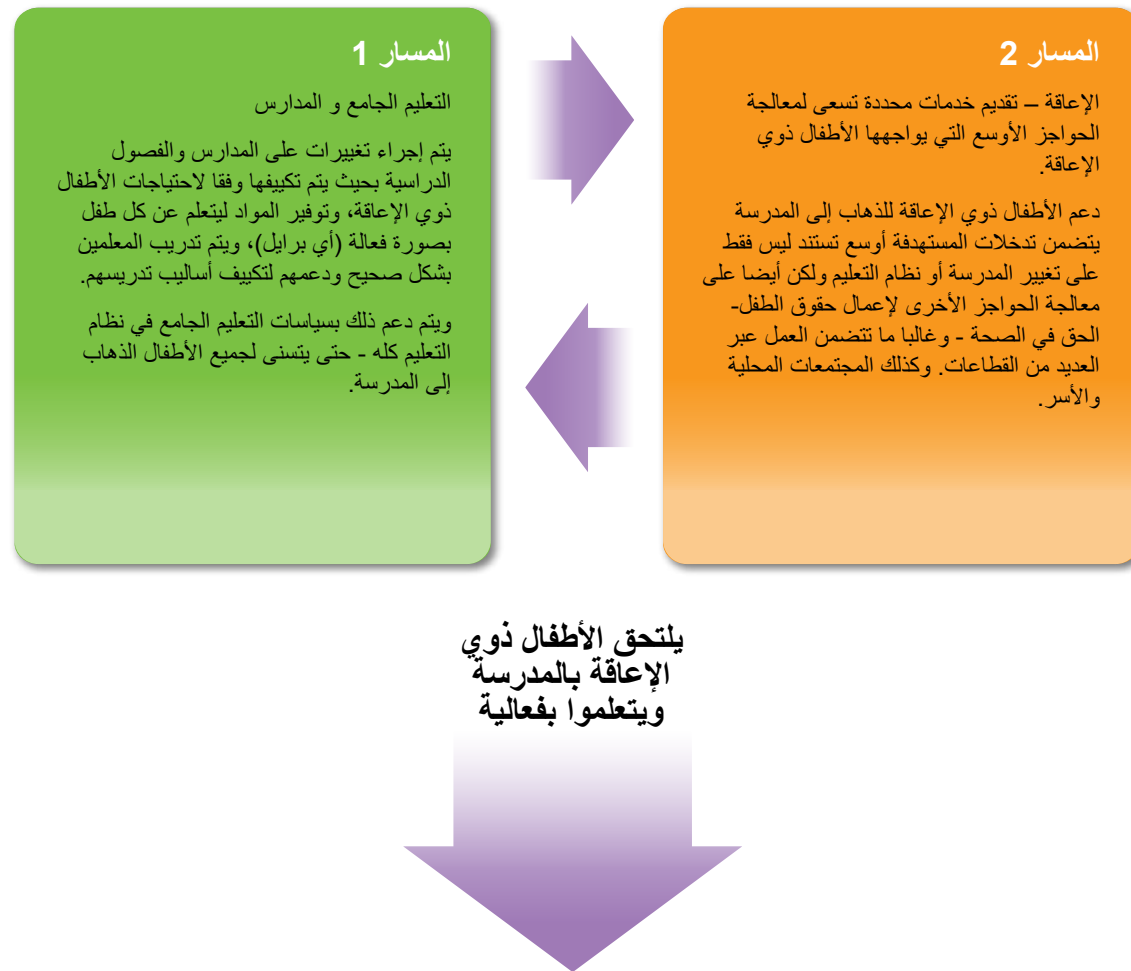 المسار 1
التعليم الجامع و المدارس
يتم إجراء تغييرات على المدارس والفصول
الدراسية بحيث يتم تكييفها وفقا لاحتياجات الأطفال
ذوي الإعاقة، وتوفير المواد ليتعلم عن كل طفل
بصورة فعالة (أي برايل)، ويتم تدريب المعلمين
بشكل صحيح ودعمهم لتكييف أساليب تدريسهم.
ويتم دعم ذلك بسياسات التعليم الجامع في نظام
التعليم كله - حتى يتسنى لجميع الأطفال الذهاب
إلى المدرسة.
المسار 2
الإعاقة – تقديم خدمات محددة تسعى لمعالجة
الحواجز الأوسع التي يواجهها الأطفال ذوي
الإعاقة.
دعم الأطفال ذوي الإعاقة للذهاب إلى المدرسة
يتضمن تدخلات المستهدفة أوسع تستند ليس فقط
على تغيير المدرسة أو نظام التعليم ولكن أيضا على
معالجة الحواجز الأخرى لإعمال حقوق الطفل-
الحق في الصحة - وغالبا ما تتضمن العمل عبر
العديد من القطاعات. وكذلك المجتمعات المحلية
والأسر.
يلتحق الأطفال ذوي
الإعاقة بالمدرسة
ويتعلموا بفعالية